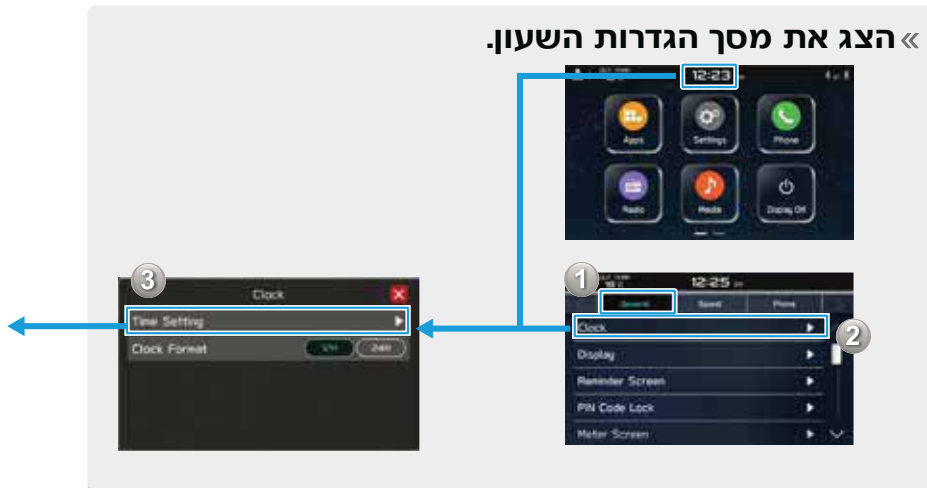 »הצג את מסך הגדרות השעון.
12:23
Apps
Settings
Phone
Radio
Media
Display Off
1
12:25
General
Sound
Phone
Clock
2
Display
Reminder Screen
PIN Code Lock
Meter Screen
3
Clock
Time Setting
Clock Format
12H
24H